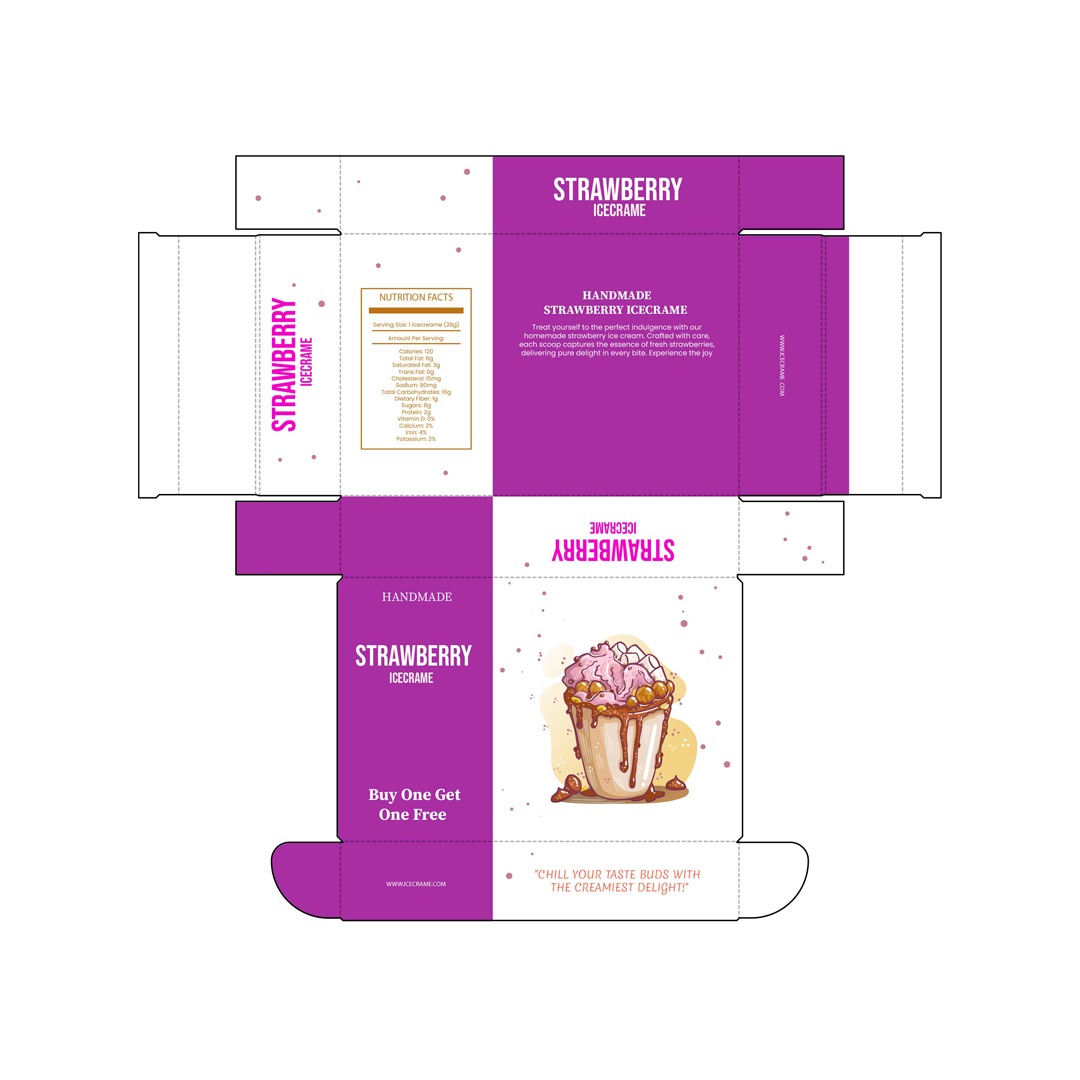 STRAWBERRY
ICECRAME
STRAWBERRY
ICECRAME
NUTRITION FACTS
Serving Size: 1 icecreame (28g)
Amount Per Serving:
Calories: 120
Total Fat: 6g
Saturated Fat: 3g
Trans Fat: 0g
Cholesterol: 15mg
Sodium: 80mg
Total Carbohydrates: 16g
Dietary Fiber: 1g
Sugars: 8g
Protein: 2g
Vitamin D: 0%
Calcium: 2%
Iron: 4%
Potassium: 2%
HANDMADE
STRAWBERRY ICECRAME
Treat yourself to the perfect indulgence with our
homemade strawberry ice cream. Crafted with care,
each scoop captures the essence of fresh strawberries,
delivering pure delight in every bite. Experience the joy
WWW.ICECRAME .COM
STRAWBERRY
ICECRAME
HANDMADE
STRAWBERRY
ICECRAME
Buy One Get
One Free
WWW.ICECRAME.COM
"CHILL YOUR TASTE BUDS WITH
THE CREAMIEST DELIGHT!"